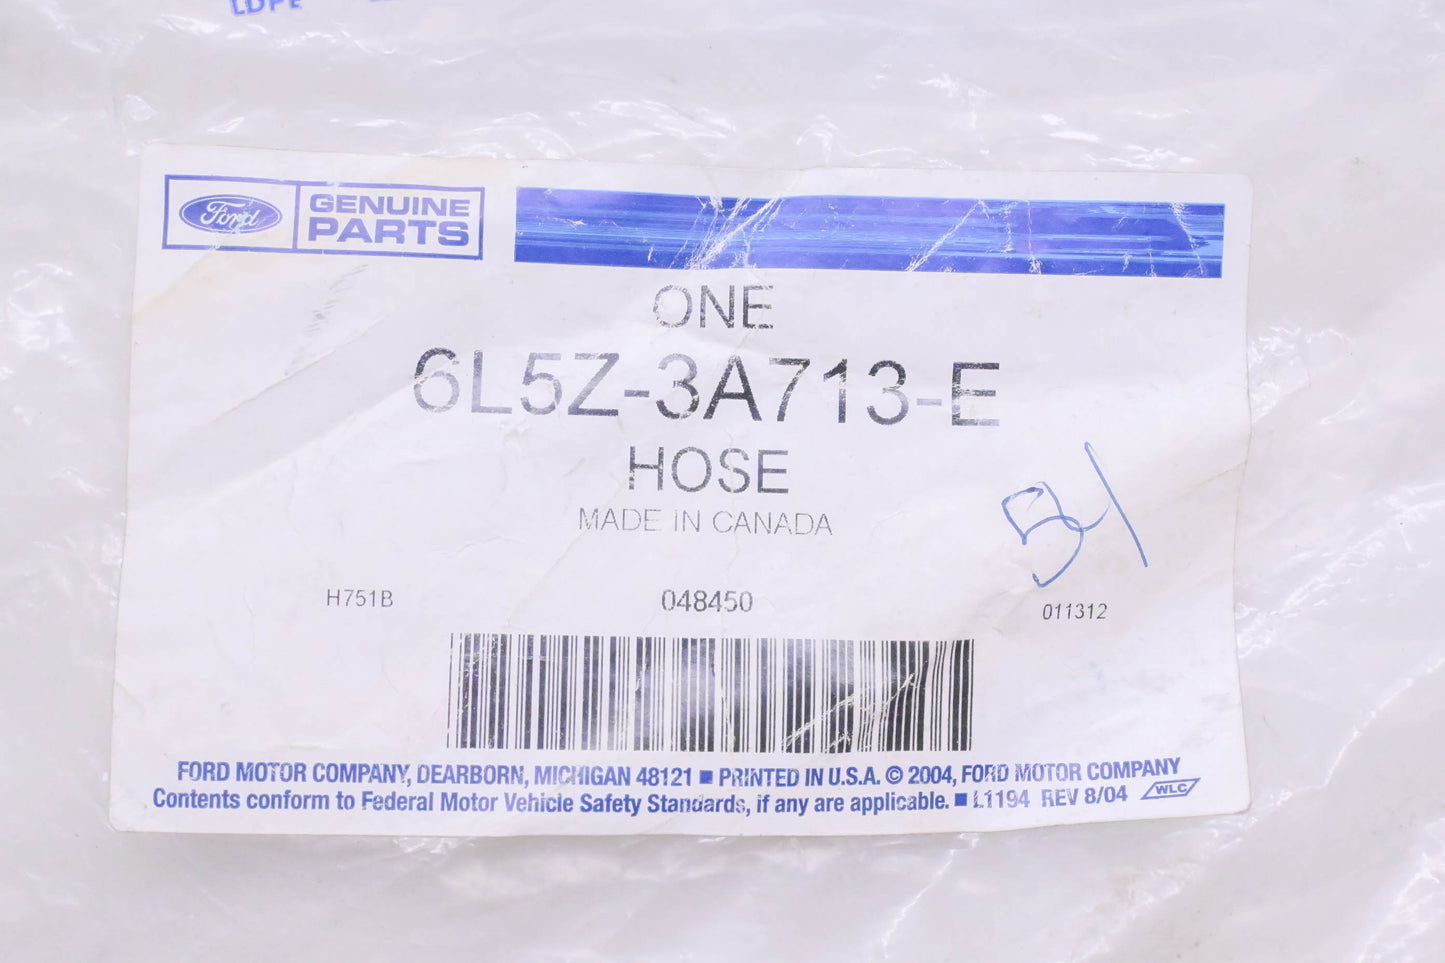 LDPE
Ford GENUINE PARTS
ONE
6L5Z-3A713-E
HOSE
MADE IN CANADA
54
H751B 048450 011312
FORD MOTOR COMPANY, DEARBORN, MICHIGAN 48121 ■ PRINTED IN U.S.A. © 2004, FORD MOTOR COMPANY
Contents conform to Federal Motor Vehicle Safety Standards, if any are applicable. ■ L1194 REV 8/04 WLC